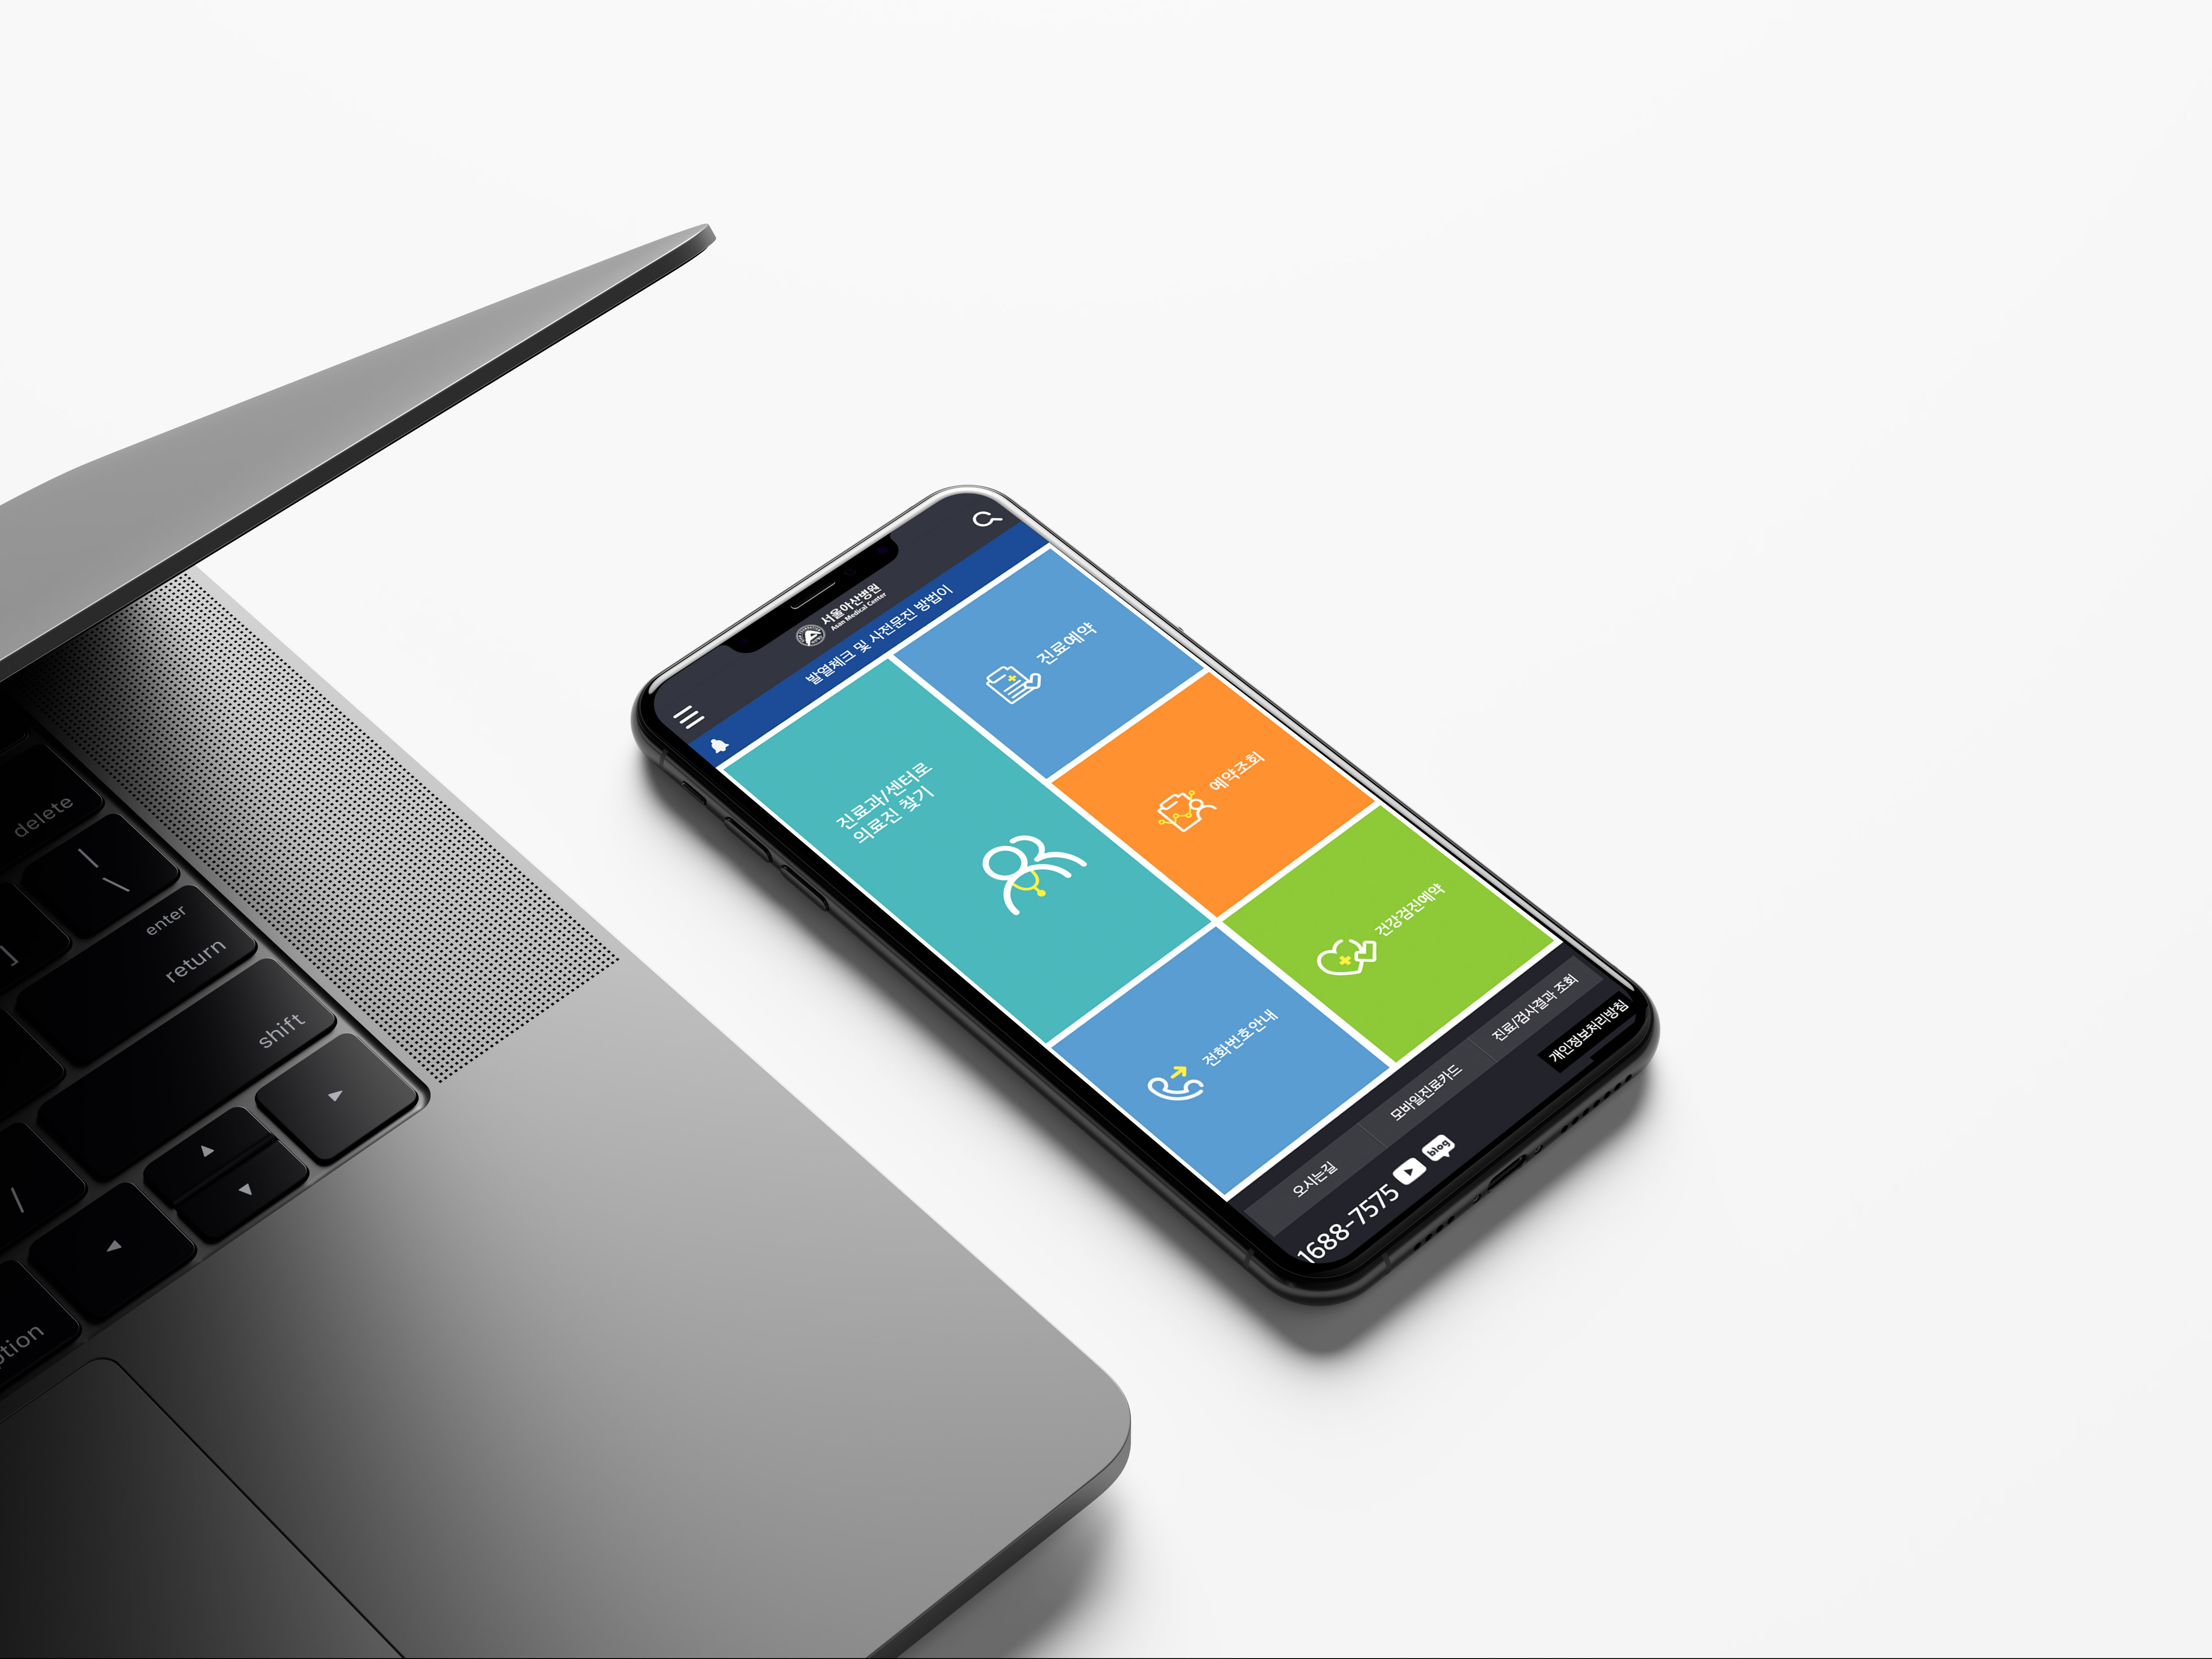 서울아산병원
Asan Medical Center
발열체크 및 사전문진 방법이
진료과/센터로
의료진 찾기
진료예약
예약조회
건강검진예약
전화번호안내
오시는길
모바일진료카드
진료/검사결과 조회
개인정보처리방침
1688-7575
blog
delete
|
\
]
enter
return
shift
/
ption